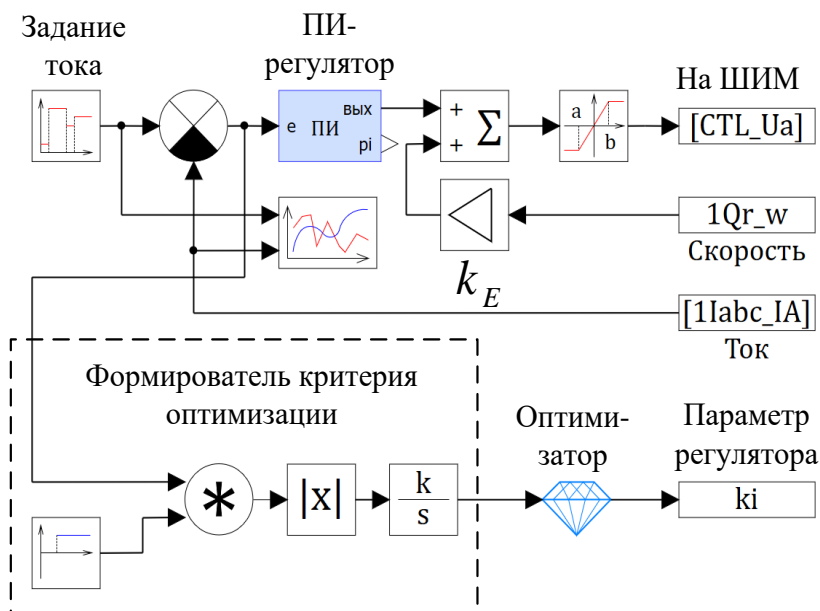 Задание
тока
ПИ-
регулятор
На ШИМ
e ПИ вых
pi
+
+
Σ
a
b
[CTL_Ua]
1Qr_w
Скорость
k_E
[1Iabc_IA]
Ток
Формирователь критерия
оптимизации
Оптими-
затор
Параметр
регулятора
*
|x|
k
s
ki